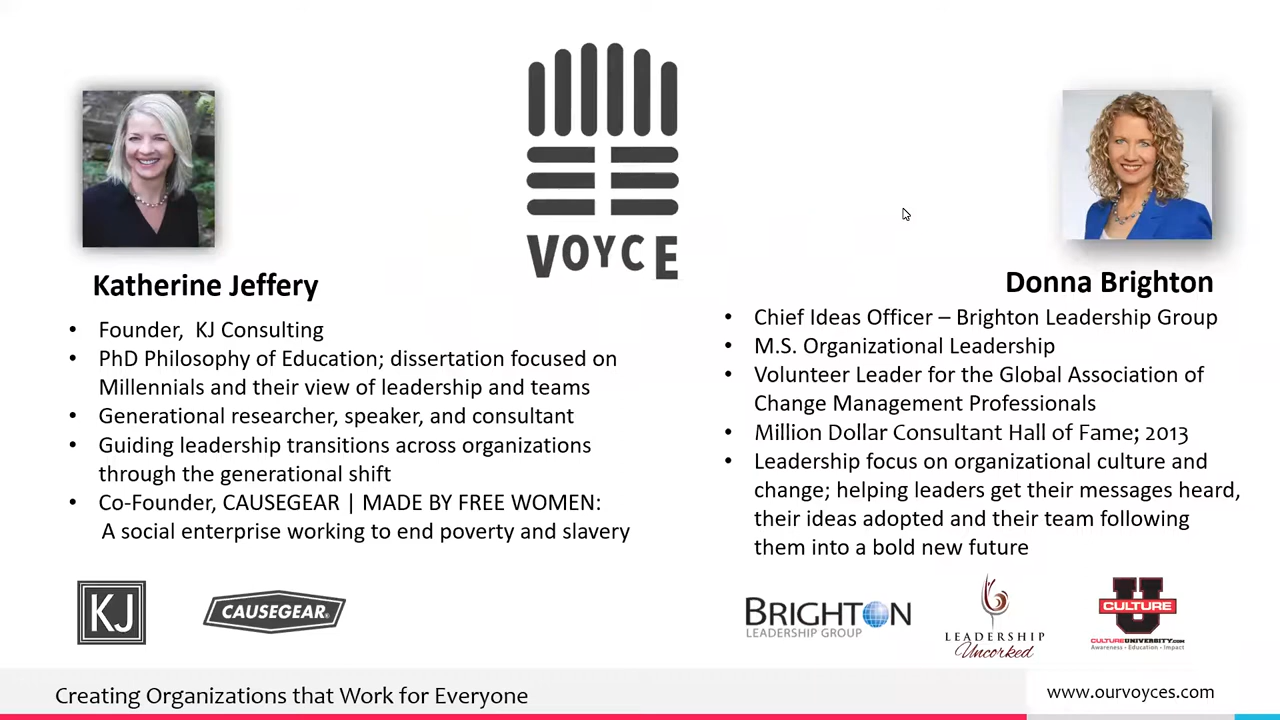 VOYCE
Katherine Jeffery
• Founder,  KJ Consulting
• PhD Philosophy of Education; dissertation focused on
Millennials and their view of leadership and teams
• Generational researcher, speaker, and consultant
• Guiding leadership transitions across organizations
through the generational shift
• Co-Founder, CAUSEGEAR | MADE BY FREE WOMEN:
A social enterprise working to end poverty and slavery
KJ
CAUSEGEAR®
Donna Brighton
• Chief Ideas Officer – Brighton Leadership Group
• M.S. Organizational Leadership
• Volunteer Leader for the Global Association of
Change Management Professionals
• Million Dollar Consultant Hall of Fame; 2013
• Leadership focus on organizational culture and
change; helping leaders get their messages heard,
their ideas adopted and their team following
them into a bold new future
BRIGHTON
LEADERSHIP GROUP
LEADERSHIP
Uncorked
U
CULTURE
CULTUREUNIVERSITY.COM
Awareness • Education • Impact
Creating Organizations that Work for Everyone
www.ourvoyces.com